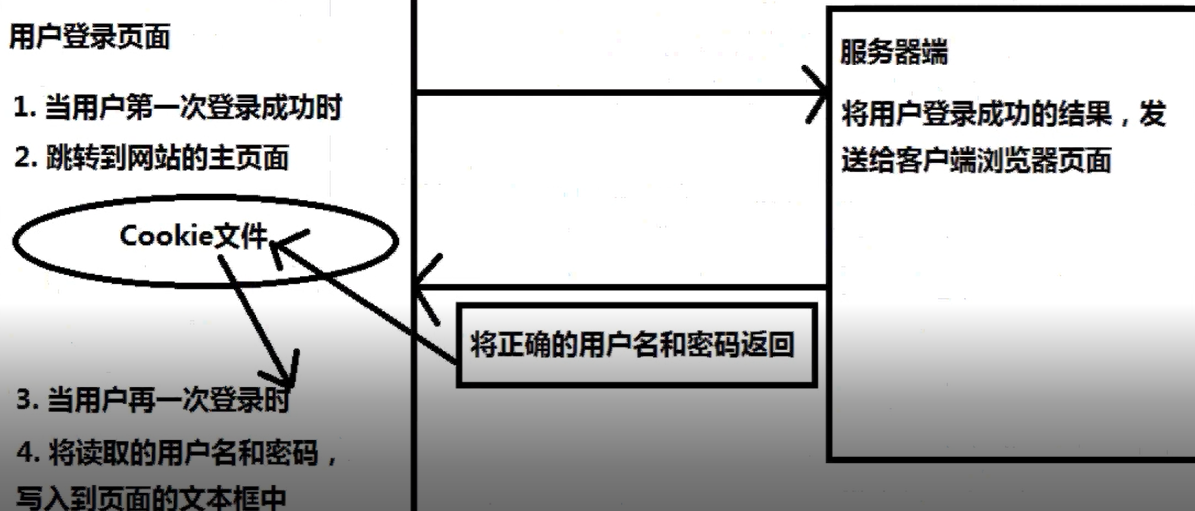 用户登录页面
1. 当用户第一次登录成功时
2. 跳转到网站的主页面
Cookie文件
3. 当用户再一次登录时
4. 将读取的用户名和密码，
写入到页面的文本框中
将正确的用户名和密码返回
服务器端
将用户登录成功的结果，发
送给客户端浏览器页面